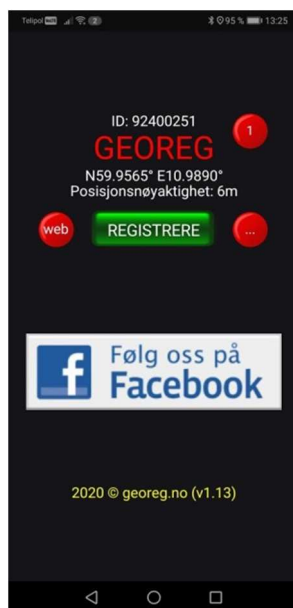 Telipol 2 95 % 13:25
ID: 92400251
1
GEOREG
N59.9565° E10.9890°
Posisjonsnøyaktighet: 6m
web REGISTRERE ...
f Følg oss på
Facebook
2020 © georeg.no (v1.13)